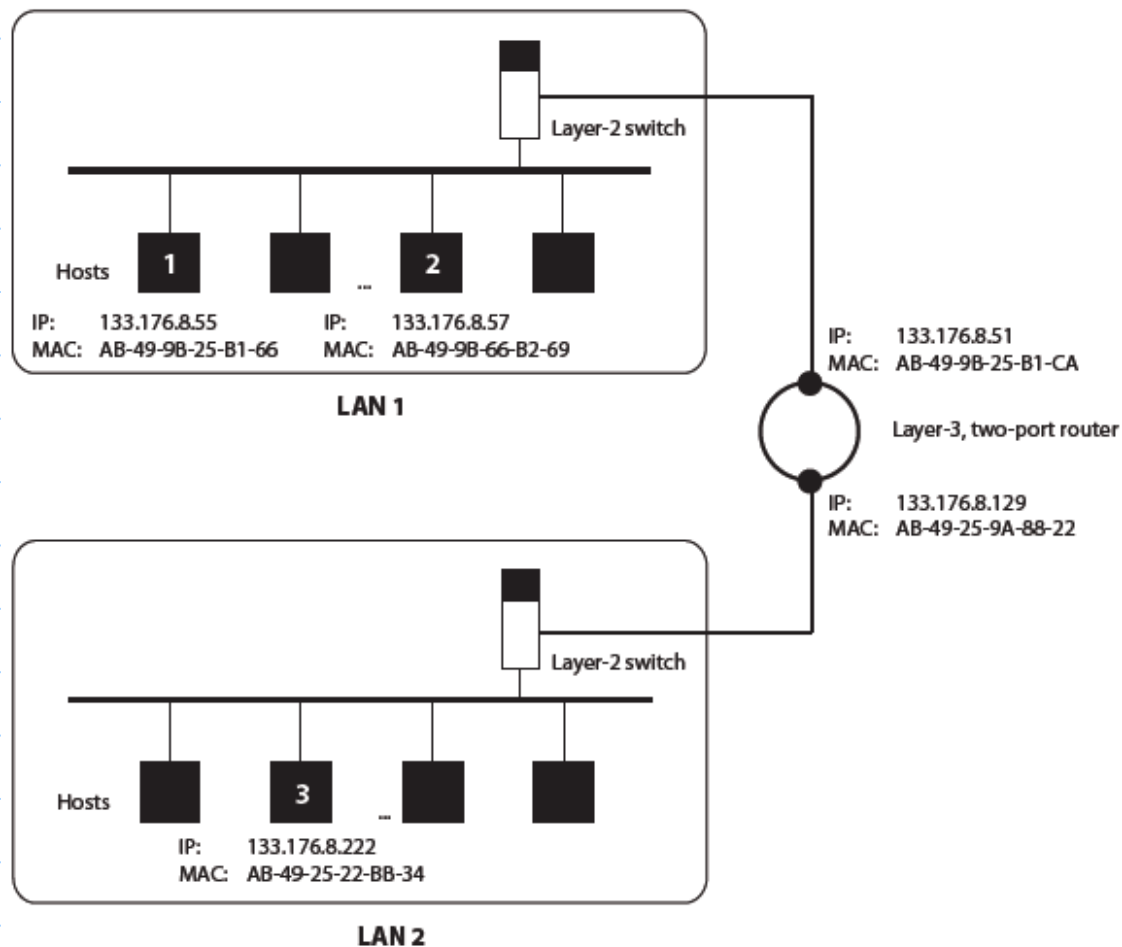 Layer-2 switch
Hosts 1 ... 2
IP: 133.176.8.55 IP: 133.176.8.57
MAC: AB-49-9B-25-B1-66 MAC: AB-49-9B-66-B2-69
LAN 1
IP: 133.176.8.51
MAC: AB-49-9B-25-B1-CA
Layer-3, two-port router
IP: 133.176.8.129
MAC: AB-49-25-9A-88-22
Layer-2 switch
Hosts 3 ...
IP: 133.176.8.222
MAC: AB-49-25-22-BB-34
LAN 2